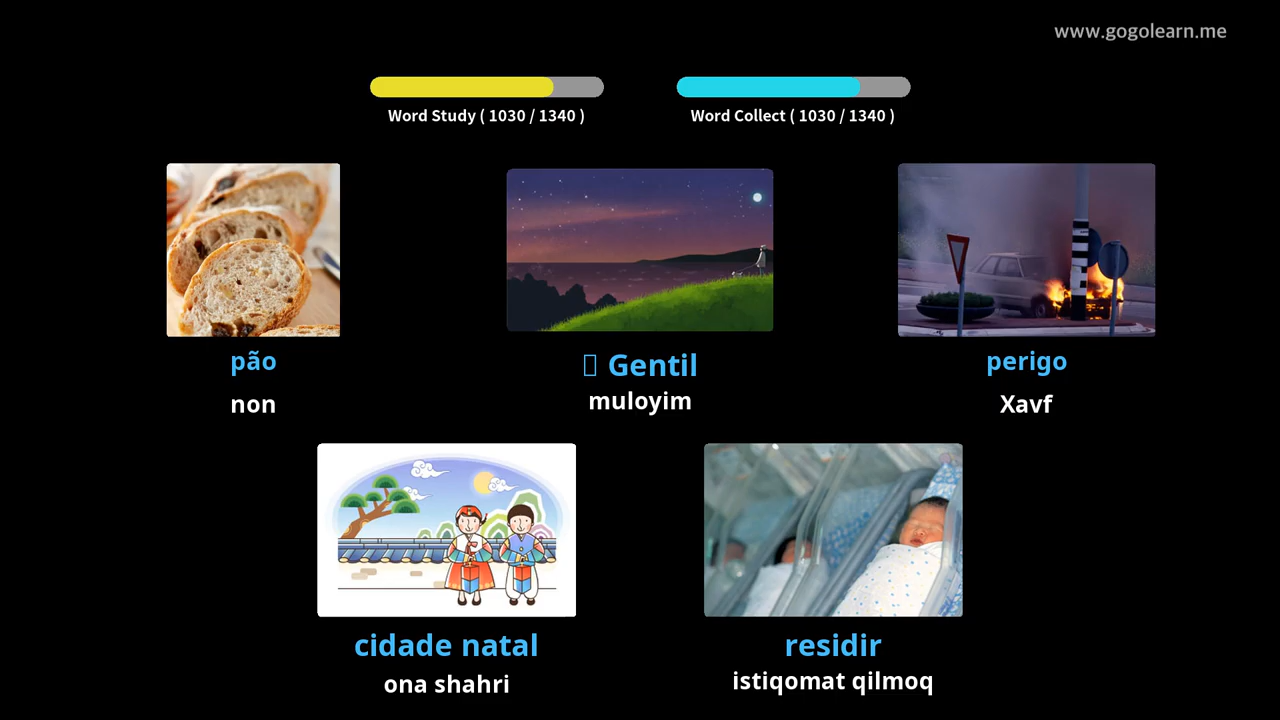 www.gogolearn.me
Word Study ( 1030 / 1340 )
Word Collect ( 1030 / 1340 )
pão
non
Gentil
muloyim
perigo
Xavf
cidade natal
ona shahri
residir
istiqomat qilmoq